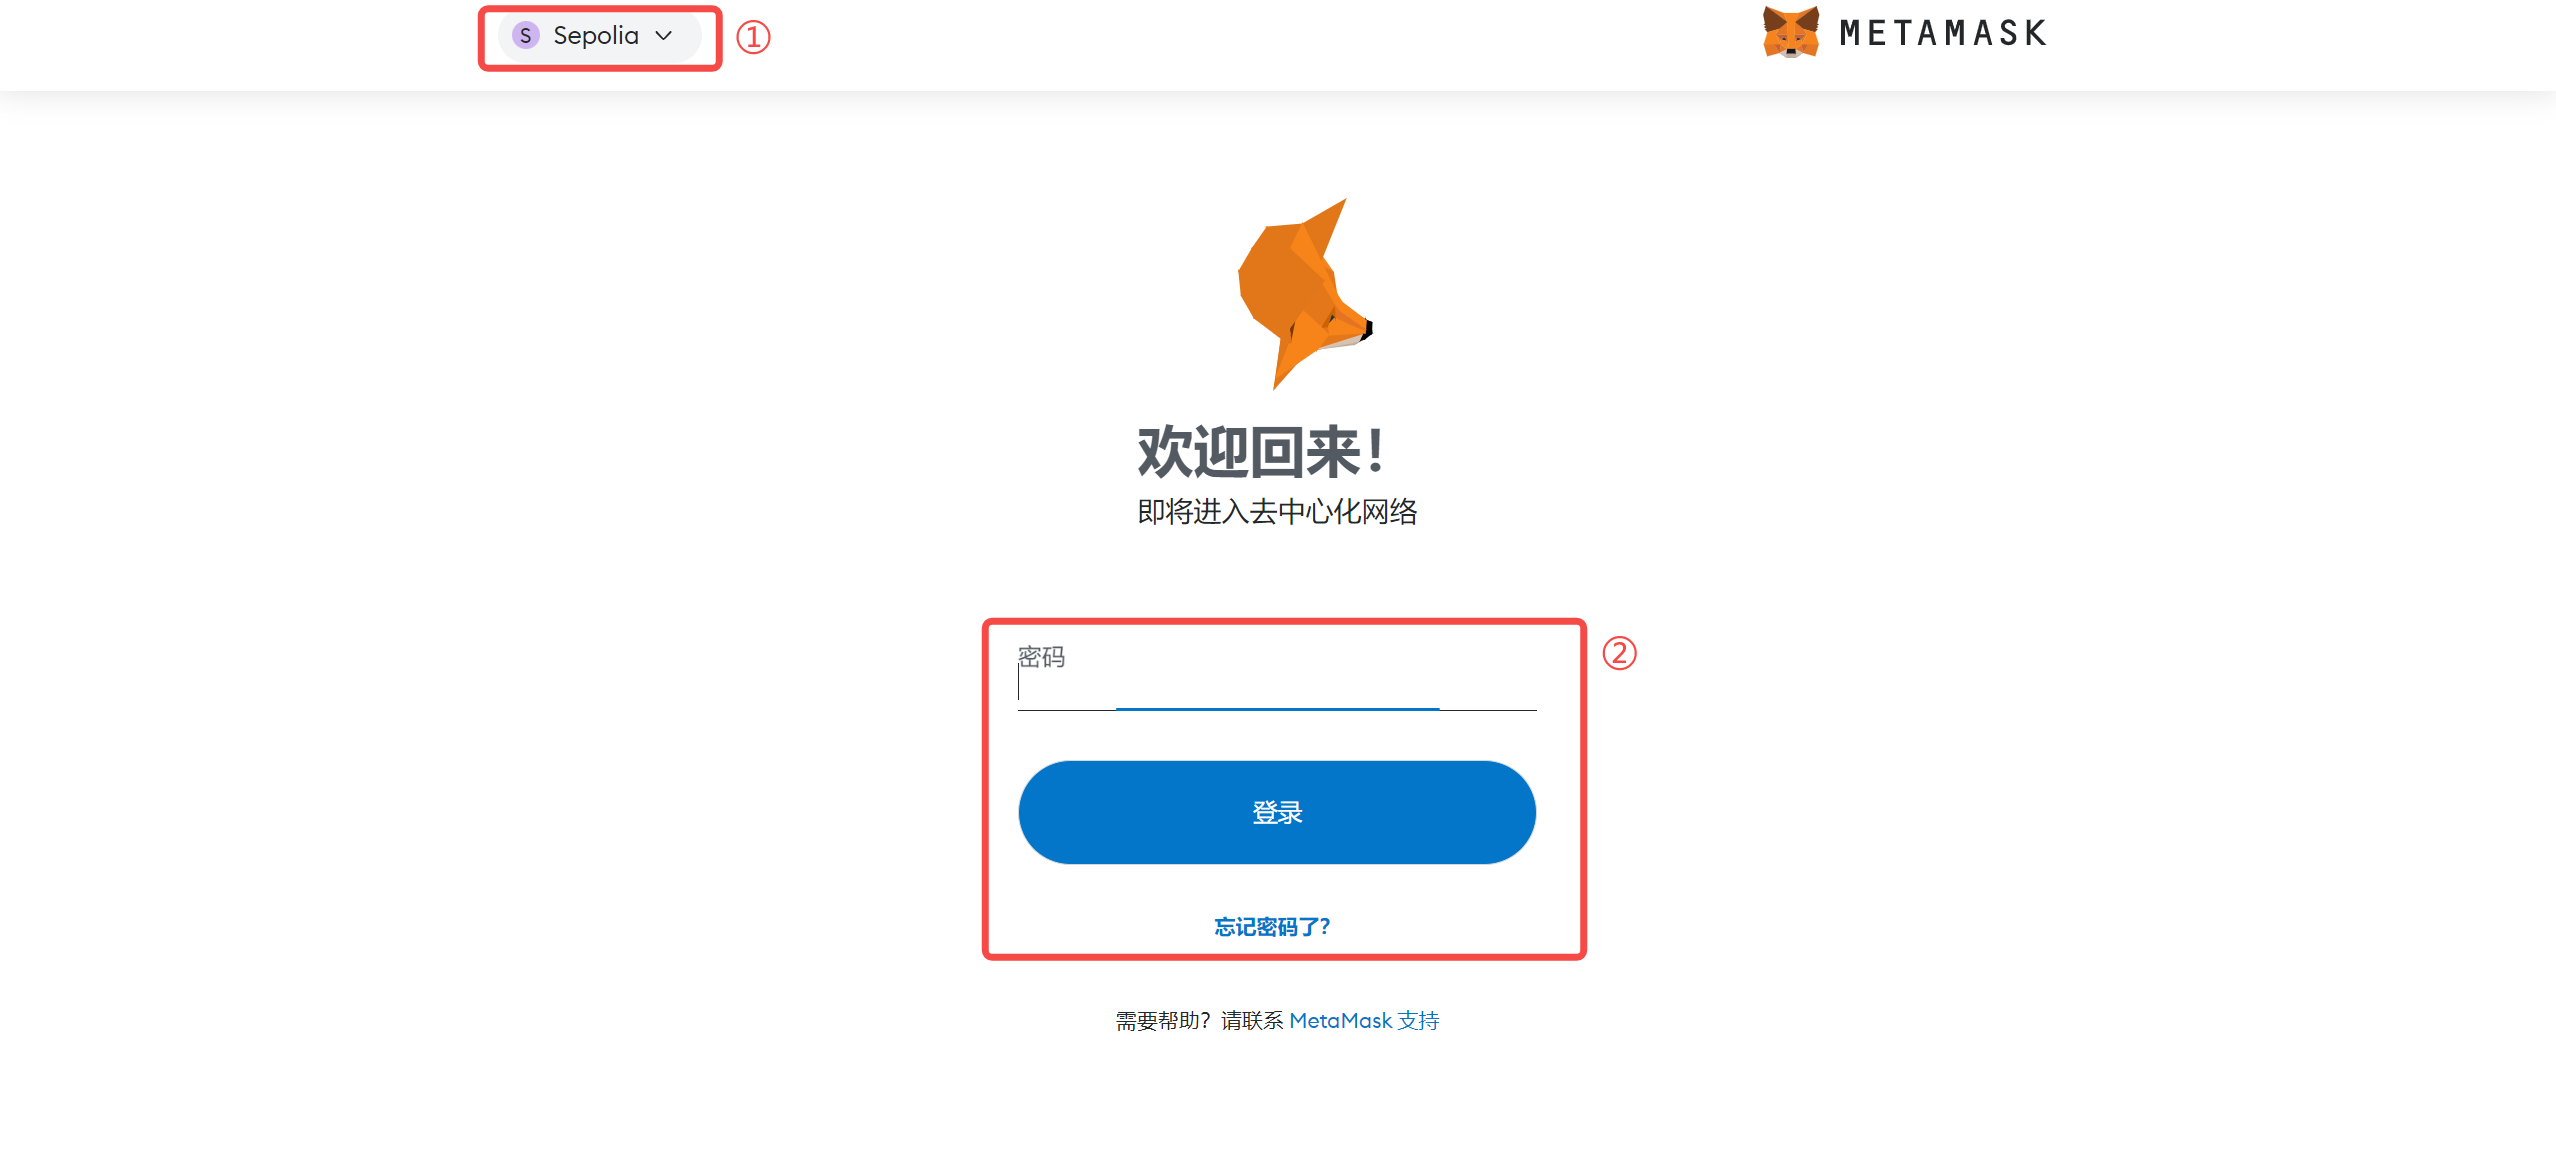 S Sepolia ①
METAMASK
欢迎回来！
即将进入去中心化网络
密码
②
登录
忘记密码了？
需要帮助？请联系 MetaMask 支持